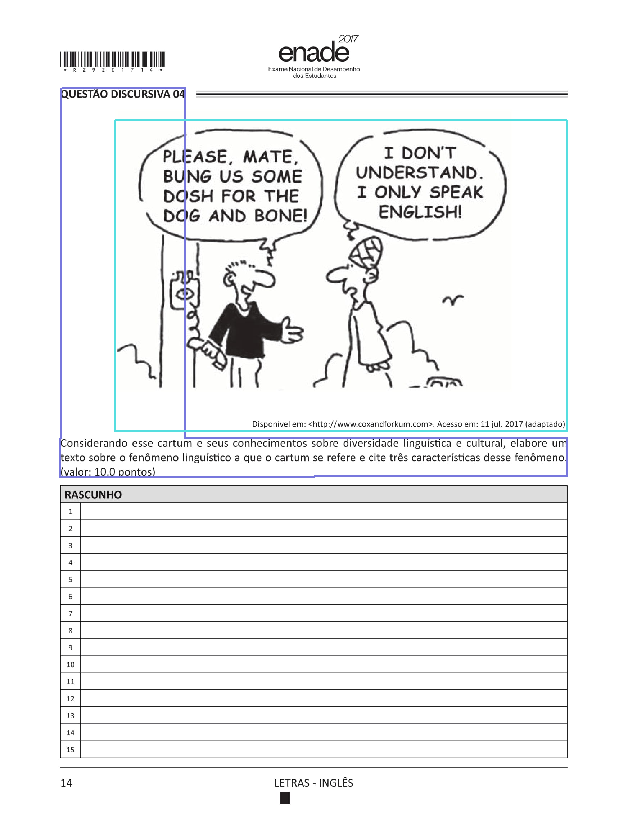 2017
enade
Exame Nacional de Desempenho
dos Estudantes
QUESTÃO DISCURSIVA 04
PLEASE, MATE,
BUNG US SOME
DOSH FOR THE
DOG AND BONE!
I DON'T
UNDERSTAND.
I ONLY SPEAK
ENGLISH!
Disponível em: <http://www.coxandforkum.com>. Acesso em: 11 jul. 2017 (adaptado)
Considerando esse cartum e seus conhecimentos sobre diversidade linguística e cultural, elabore um
texto sobre o fenômeno linguístico a que o cartum se refere e cite três características desse fenômeno.
(valor: 10,0 pontos)
RASCUNHO
1
2
3
4
5
6
7
8
9
10
11
12
13
14
15
14
LETRAS - INGLÊS